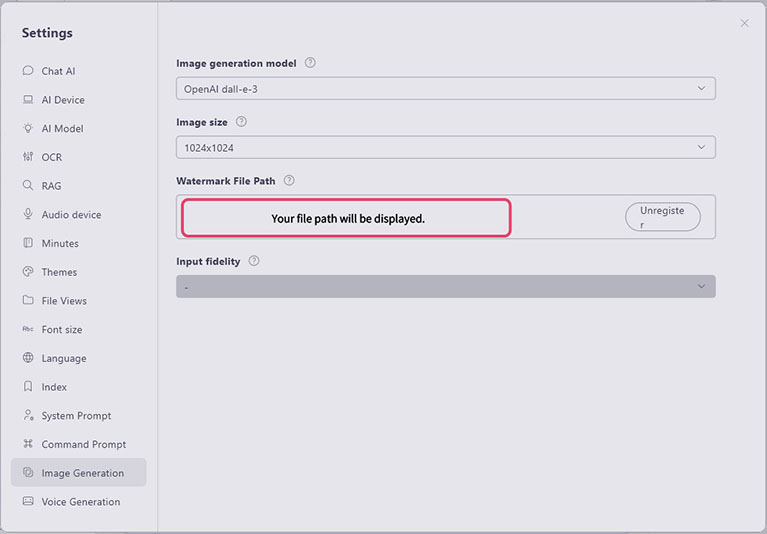 Settings
Chat AI
AI Device
AI Model
OCR
RAG
Audio device
Minutes
Themes
File Views
Abc Font size
Language
Index
System Prompt
Command Prompt
Image Generation
Voice Generation
Image generation model ?
OpenAI dall-e-3
Image size ?
1024x1024
Watermark File Path ?
Your file path will be displayed.
Unregiste
r
Input fidelity ?
-